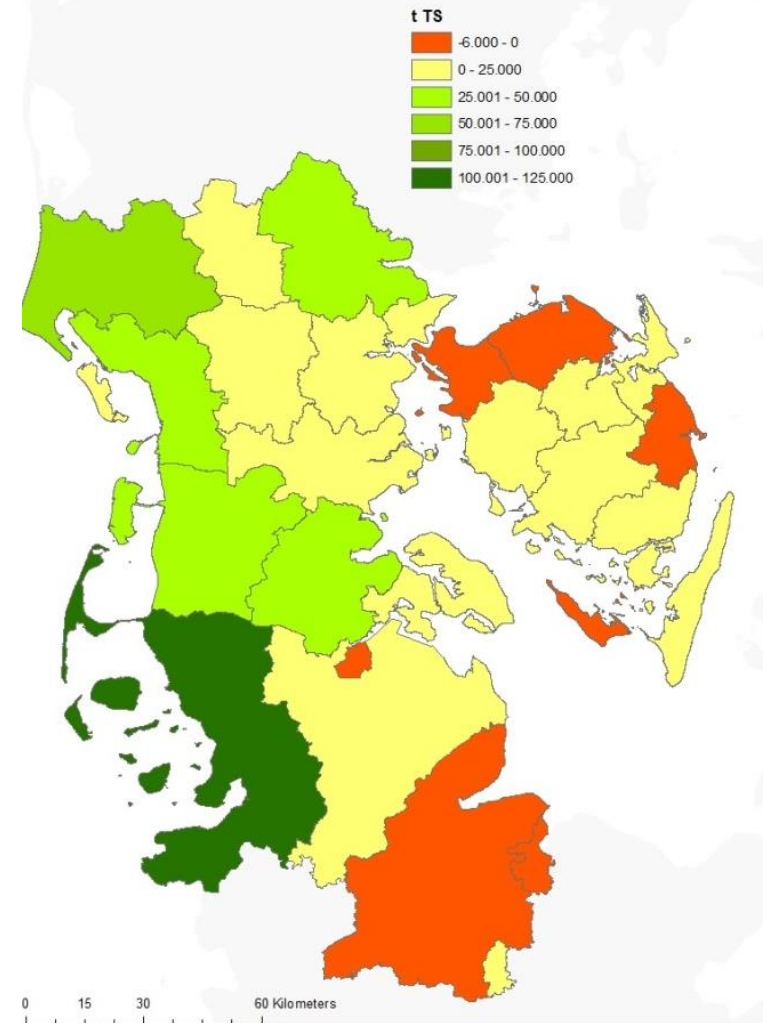 t TS
-6.000 - 0
0 - 25.000
25.001 - 50.000
50.001 - 75.000
75.001 - 100.000
100.001 - 125.000
0 15 30 60 Kilometers